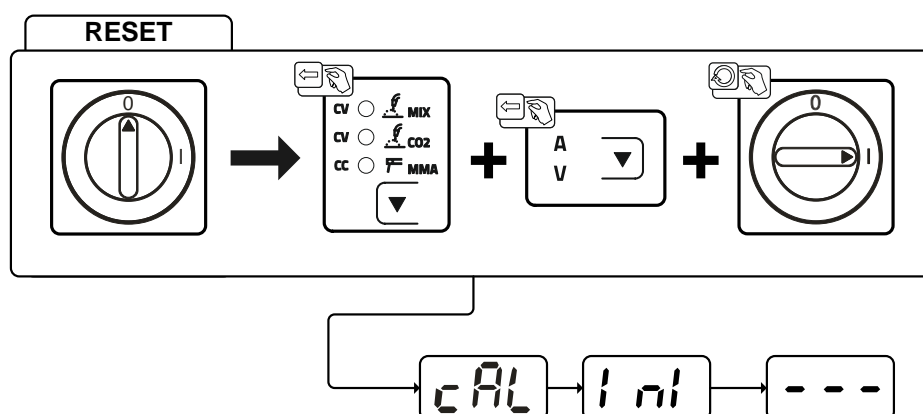 RESET
0
I
CV MIX
CV CO2
CC MMA
A
V
0
I
cAL
InI
- - -